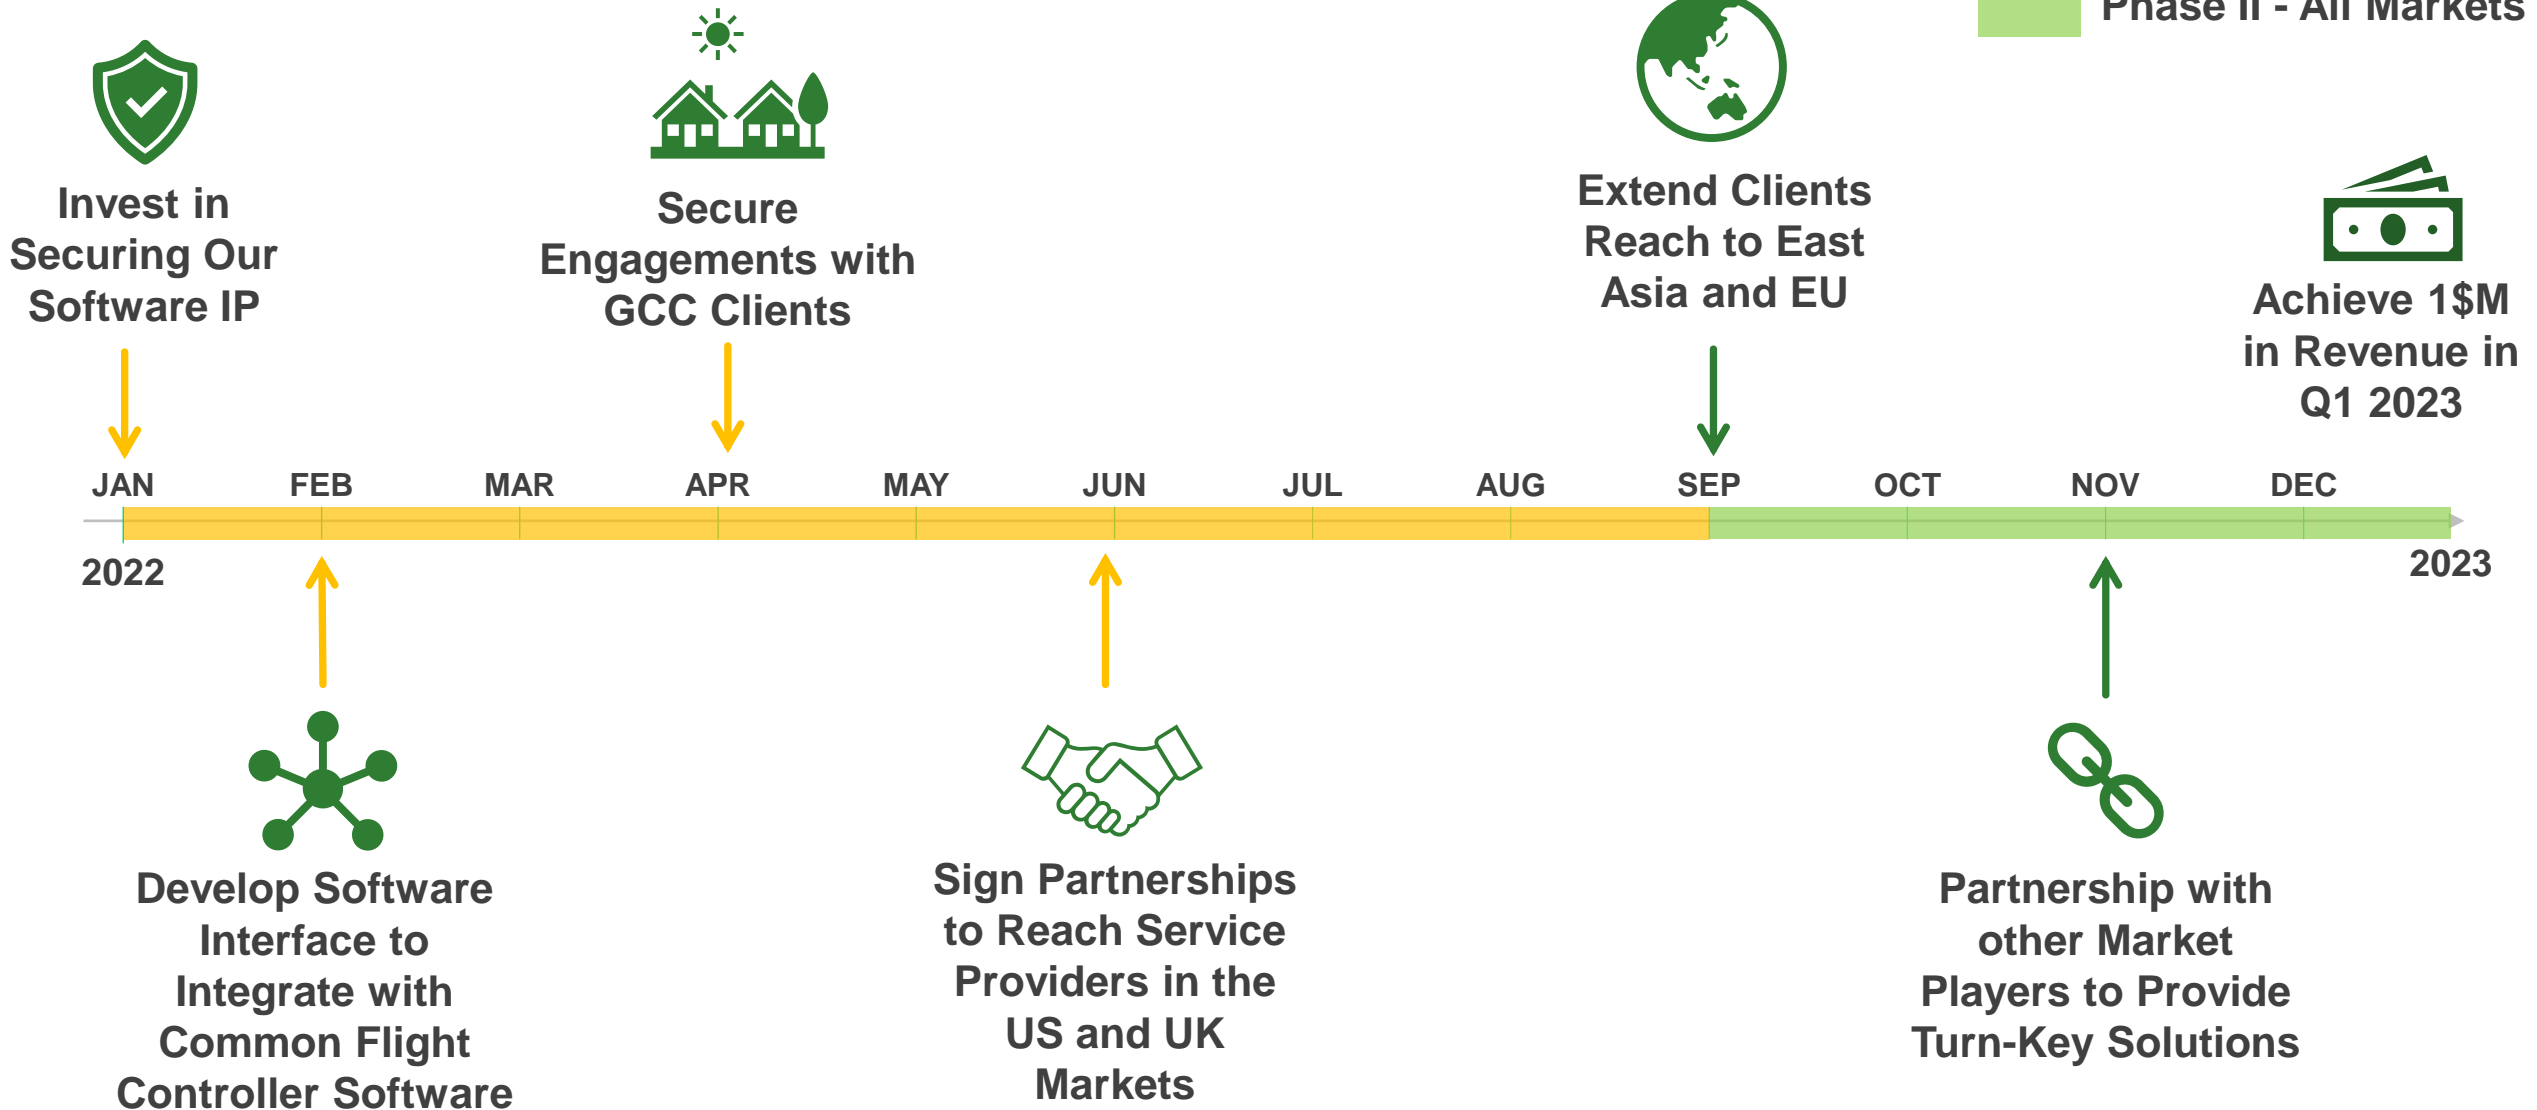 Phase II - All Markets
Invest in
Securing Our
Software IP
Secure
Engagements with
GCC Clients
Extend Clients
Reach to East
Asia and EU
Achieve 1$M
in Revenue in
Q1 2023
JAN FEB MAR APR MAY JUN JUL AUG SEP OCT NOV DEC
2022 2023
Develop Software
Interface to
Integrate with
Common Flight
Controller Software
Sign Partnerships
to Reach Service
Providers in the
US and UK
Markets
Partnership with
other Market
Players to Provide
Turn-Key Solutions